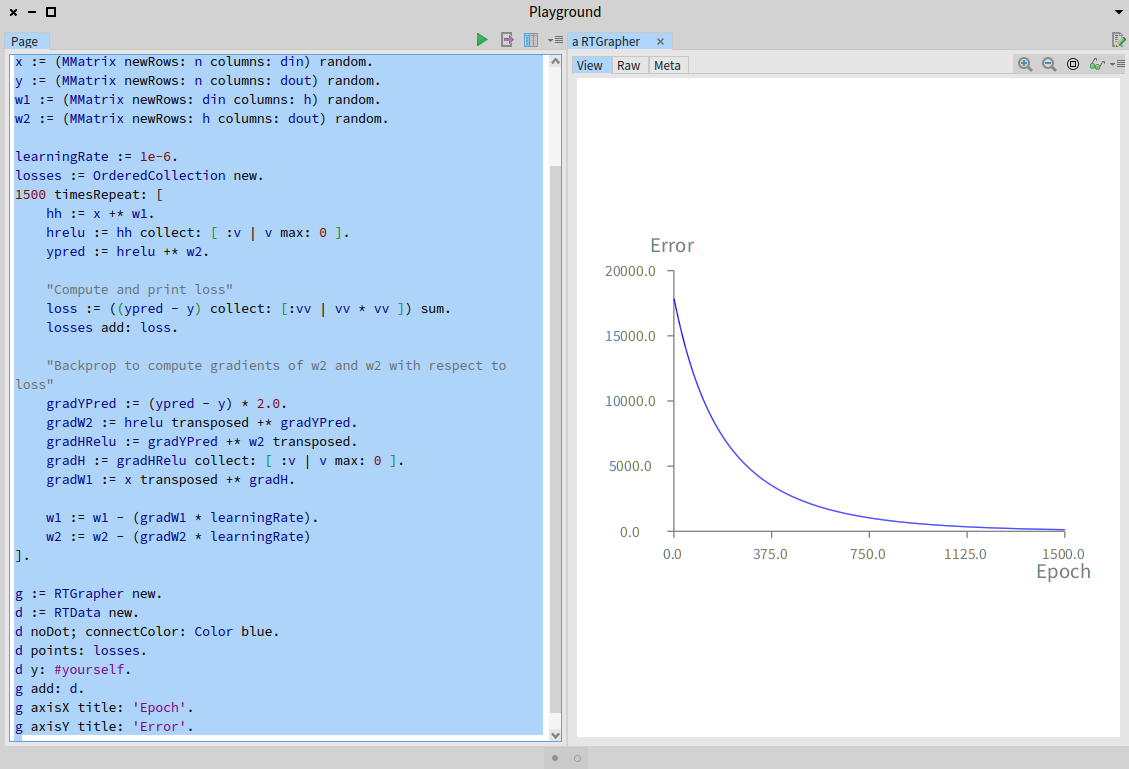 Playground
Page
x := (MMatrix newRows: n columns: din) random.
y := (MMatrix newRows: n columns: dout) random.
w1 := (MMatrix newRows: din columns: h) random.
w2 := (MMatrix newRows: h columns: dout) random.
learningRate := 1e-6.
losses := OrderedCollection new.
1500 timesRepeat: [
hh := x +* w1.
hrelu := hh collect: [ :v | v max: 0 ].
ypred := hrelu +* w2.
"Compute and print loss"
loss := ((ypred - y) collect: [:vv | vv * vv ]) sum.
losses add: loss.
"Backprop to compute gradients of w2 and w2 with respect to
loss"
gradYPred := (ypred - y) * 2.0.
gradW2 := hrelu transposed +* gradYPred.
gradHRelu := gradYPred +* w2 transposed.
gradH := gradHRelu collect: [ :v | v max: 0 ].
gradW1 := x transposed +* gradH.
w1 := w1 - (gradW1 * learningRate).
w2 := w2 - (gradW2 * learningRate)
].
g := RTGrapher new.
d := RTData new.
d noDot; connectColor: Color blue.
d points: losses.
d y: #yourself.
g add: d.
g axisX title: 'Epoch'.
g axisY title: 'Error'.
a RTGrapher
View Raw Meta
Error
20000.0
15000.0
10000.0
5000.0
0.0
0.0 375.0 750.0 1125.0 1500.0
Epoch